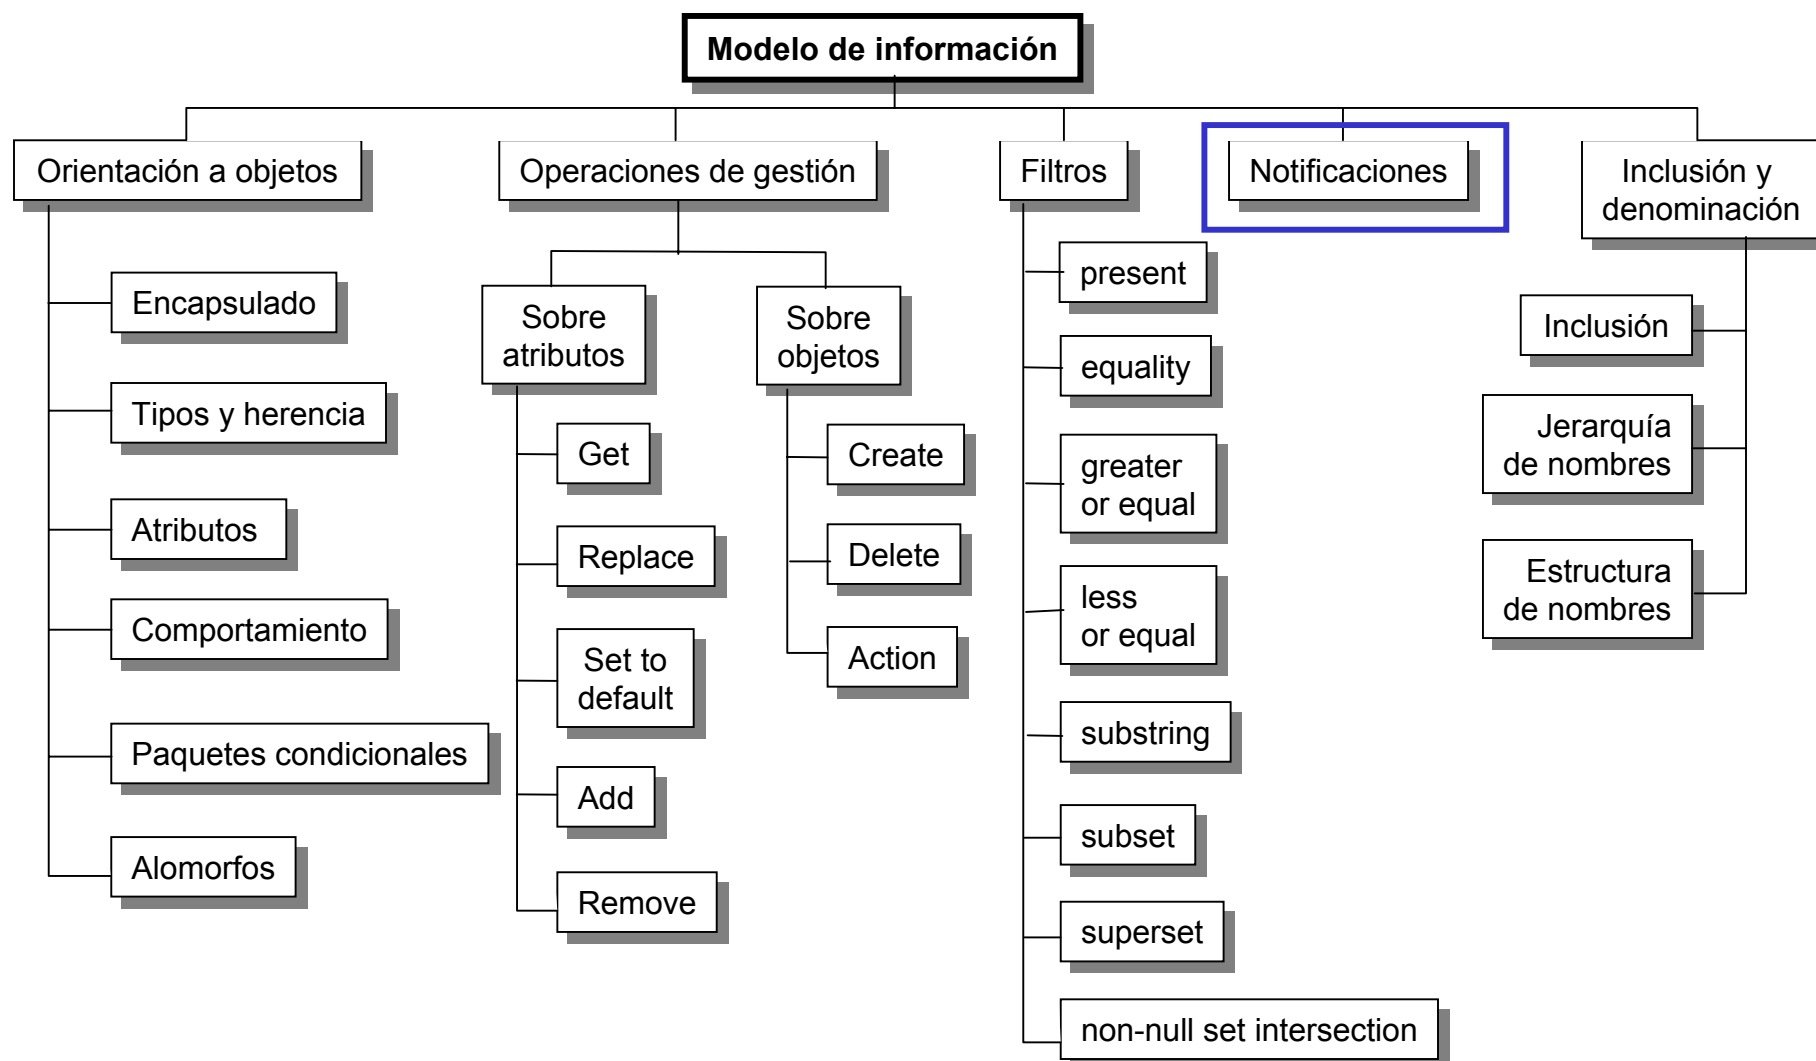 Modelo de información
Orientación a objetos
Encapsulado
Tipos y herencia
Atributos
Comportamiento
Paquetes condicionales
Alomorfos
Operaciones de gestión
Sobre
atributos
Get
Replace
Set to
default
Add
Remove
Sobre
objetos
Create
Delete
Action
Filtros
present
equality
greater
or equal
less
or equal
substring
subset
superset
non-null set intersection
Notificaciones
Inclusión y
denominación
Inclusión
Jerarquía
de nombres
Estructura
de nombres